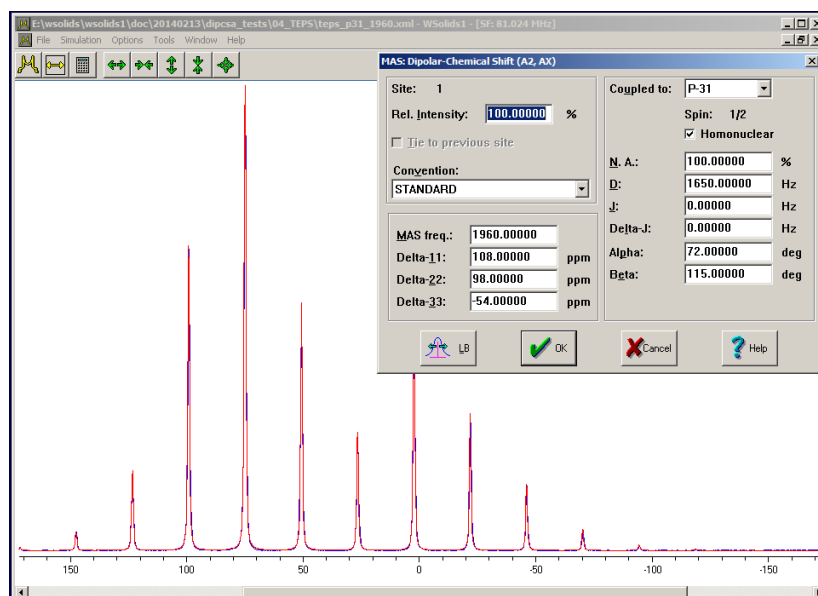 E:\wsolids\wsolids1\doc\20140213\dipcsa_tests\04_TEPS\teps_p31_1960.xml - WSolids1 - [SF: 81.024 MHz]
File Simulation Options Tools Window Help
MAS: Dipolar-Chemical Shift (A2, AX)
Site: 1
Rel. Intensity: 100.00000 %
Tie to previous site
Convention:
STANDARD
MAS freq.: 1960.00000
Delta-11: 108.00000 ppm
Delta-22: 98.00000 ppm
Delta-33: -54.00000 ppm
Coupled to: P-31
Spin: 1/2
Homonuclear
N. A.: 100.00000 %
D: 1650.00000 Hz
J: 0.00000 Hz
Delta-J: 0.00000 Hz
Alpha: 72.00000 deg
Beta: 115.00000 deg
LB OK Cancel Help
150 100 50 0 -50 -100 -150